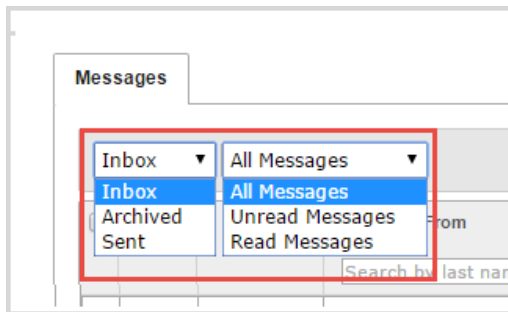 Messages
Inbox All Messages
Inbox All Messages
Archived Unread Messages
Sent Read Messages
From
Search by last nam